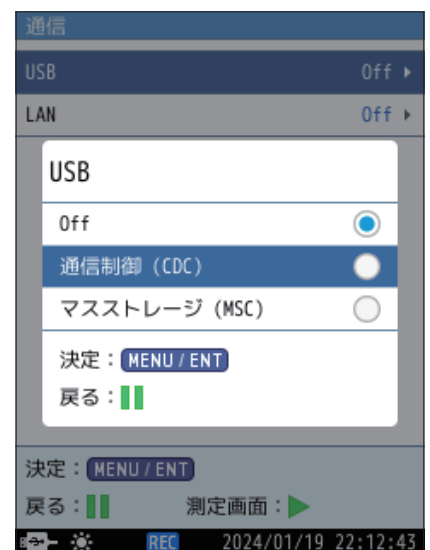 通信
USB Off
LAN Off
USB
Off
通信制御 (CDC)
マスストレージ (MSC)
決定：MENU / ENT
戻る：
決定：MENU / ENT
戻る： 測定画面：
REC 2024/01/19 22:12:43